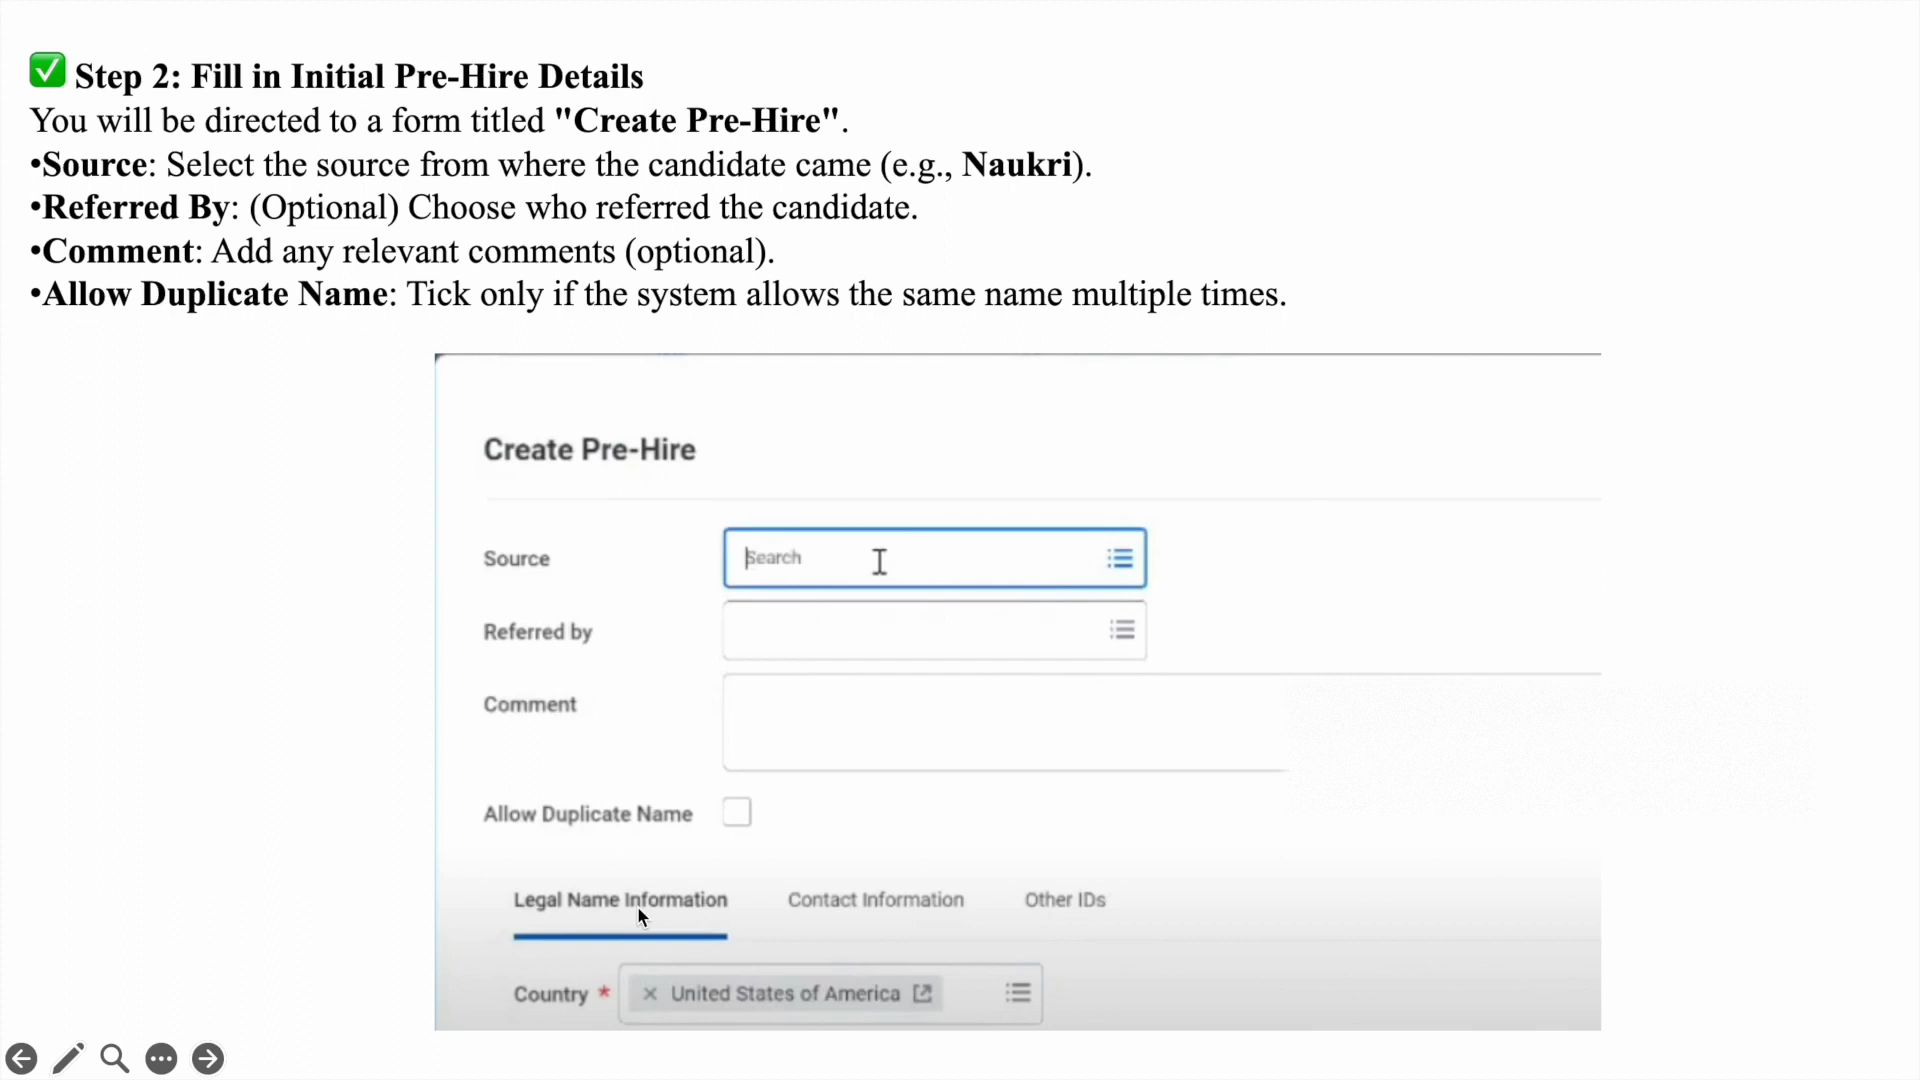 ✅ Step 2: Fill in Initial Pre-Hire Details
You will be directed to a form titled "Create Pre-Hire".
•Source: Select the source from where the candidate came (e.g., Naukri).
•Referred By: (Optional) Choose who referred the candidate.
•Comment: Add any relevant comments (optional).
•Allow Duplicate Name: Tick only if the system allows the same name multiple times.
Create Pre-Hire
Source Search
Referred by
Comment
Allow Duplicate Name
Legal Name Information Contact Information Other IDs
Country * × United States of America